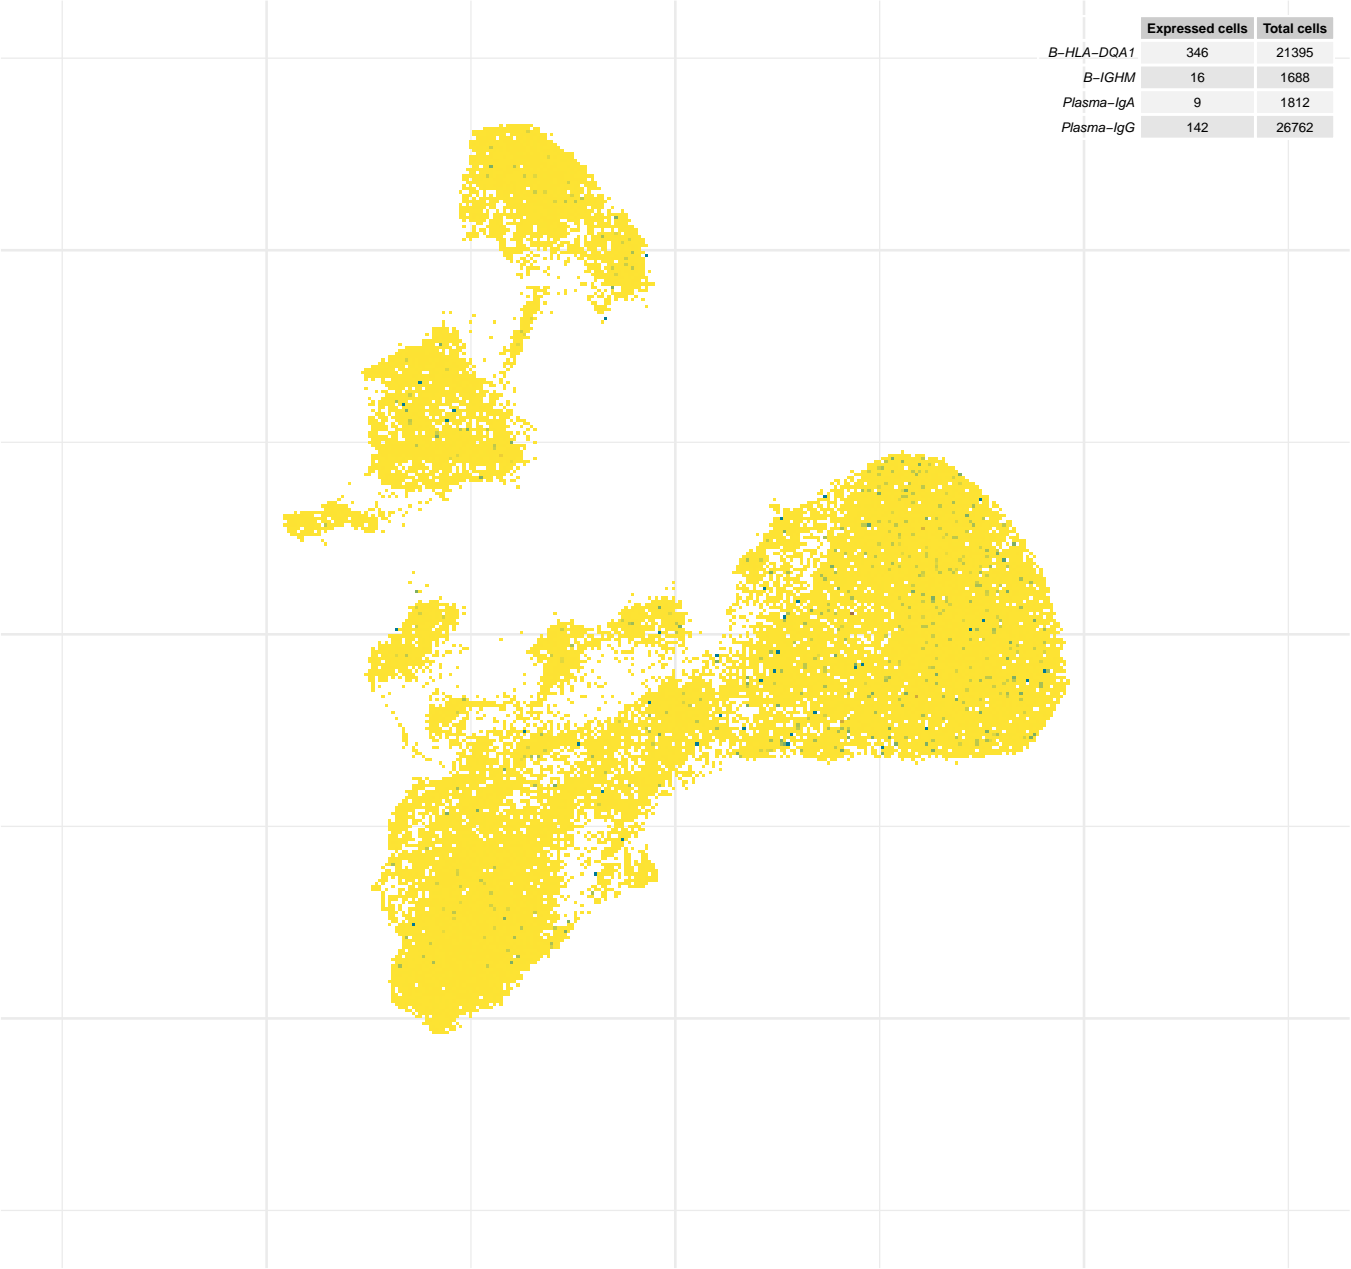 Expressed cells Total cells
B−HLA−DQA1 346 21395
B−IGHM 16 1688
Plasma−IgA 9 1812
Plasma−IgG 142 26762